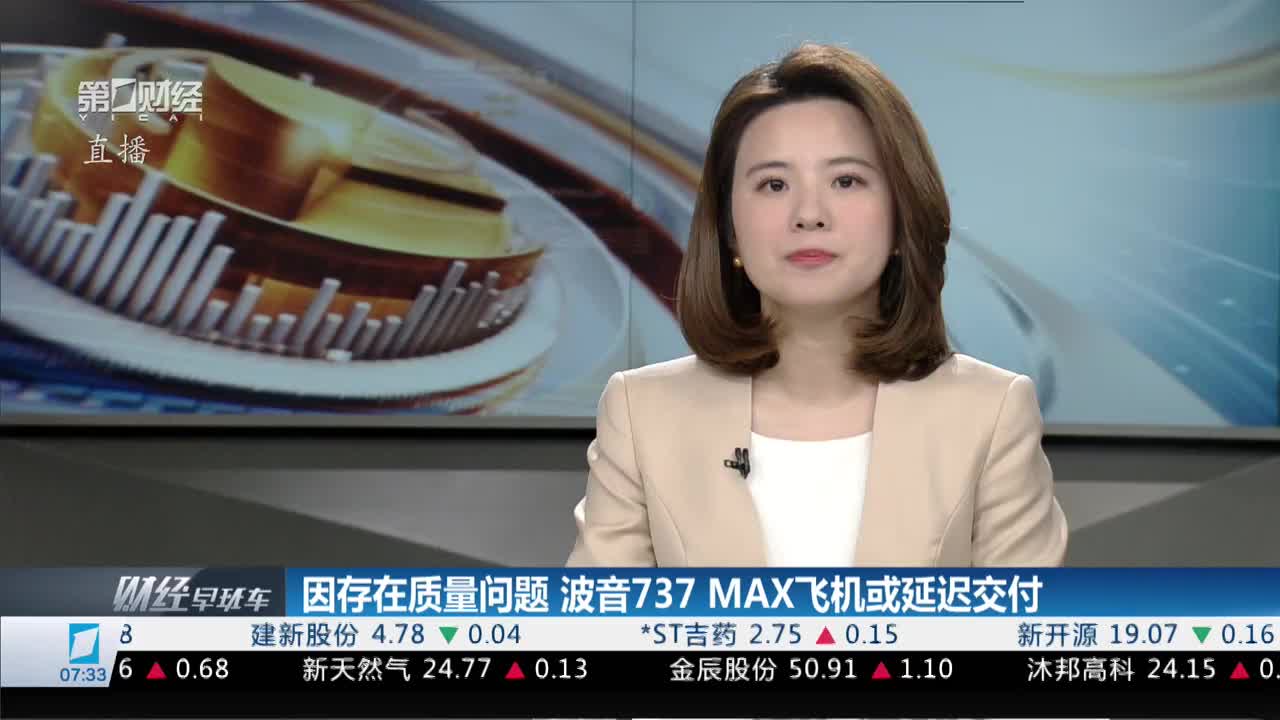 第一财经
YICAI
直播
财经早班车
因存在质量问题 波音737 MAX飞机或延迟交付
8 建新股份 4.78 ▼ 0.04 *ST吉药 2.75 ▲ 0.15 新开源 19.07 ▼ 0.16
07:33
6 ▲ 0.68 新天然气 24.77 ▲ 0.13 金辰股份 50.91 ▲ 1.10 沐邦高科 24.15 ▲ 0.